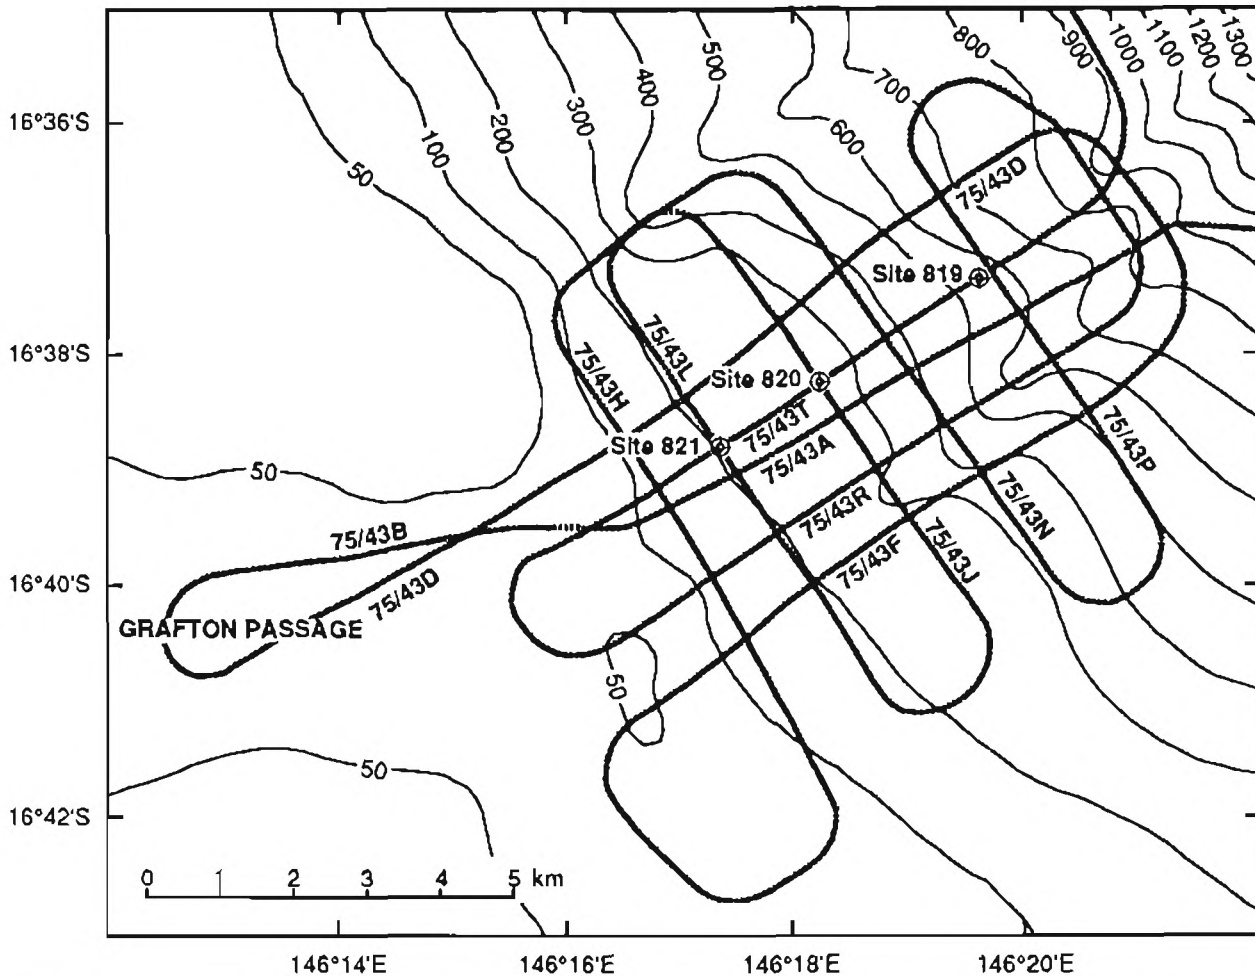 500
800
900
1000
1100
1200
1300
400
700
300
200
100
600
50
16°36'S
75/43D
Site 819
16°38'S
75/43L
75/43H
Site 820
75/43T
Site 821
75/43A
75/43P
50
75/43R
75/43N
75/43B
75/43F
75/43J
16°40'S
75/43D
GRAFTON PASSAGE
50
50
16°42'S
0 1 2 3 4 5 km
146°14'E 146°16'E 146°18'E 146°20'E